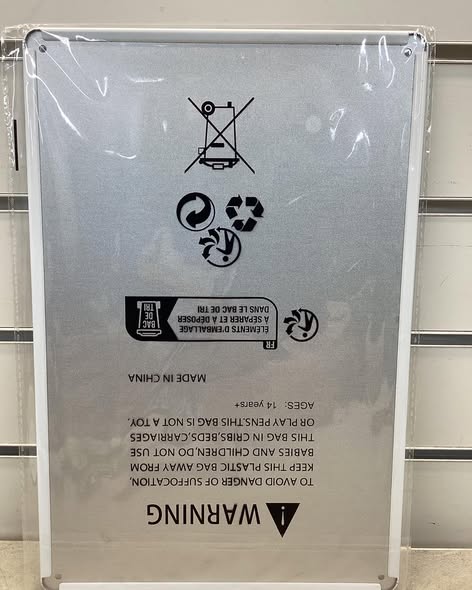 WARNING
TO AVOID DANGER OF SUFFOCATION,
KEEP THIS PLASTIC BAG AWAY FROM
BABIES AND CHILDREN, DO NOT USE
THIS BAG IN CRIBS,BEDS,CARRIAGES
OR PLAY PENS.THIS BAG IS NOT A TOY.
AGES: 14 years+
MADE IN CHINA
FR
ÉLÉMENTS D'EMBALLAGE
À SÉPARER ET À DÉPOSER
DANS LE BAC DE TRI
BAC
DE
TRI